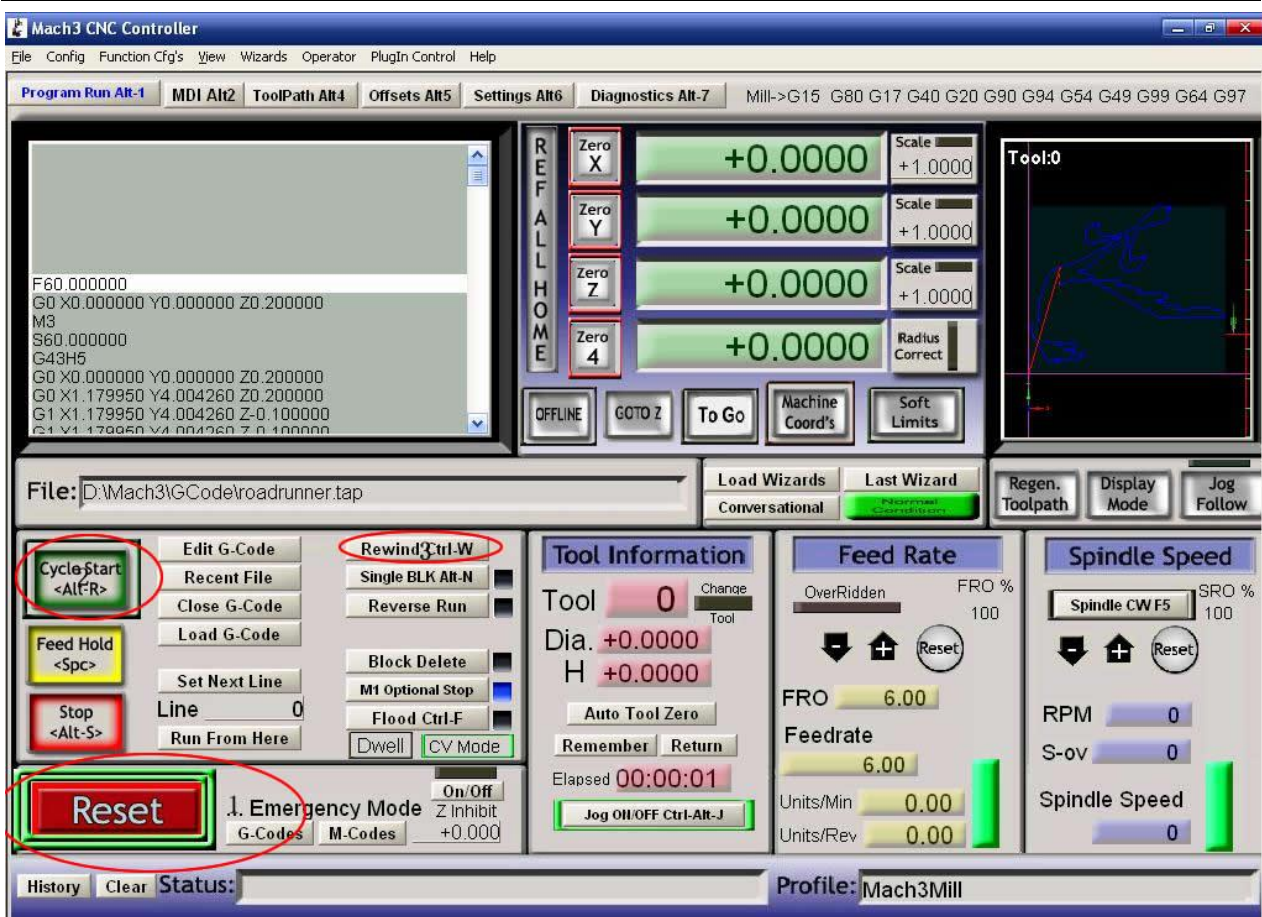 Mach3 CNC Controller
File Config Function Cfg's View Wizards Operator PlugIn Control Help
Program Run Alt-1 MDI Alt2 ToolPath Alt4 Offsets Alt5 Settings Alt6 Diagnostics Alt-7 Mill->G15 G80 G17 G40 G20 G90 G94 G54 G49 G99 G64 G97
F60.000000
G0 X0.000000 Y0.000000 Z0.200000
M3
S60.000000
G43H5
G0 X0.000000 Y0.000000 Z0.200000
G0 X1.179950 Y4.004260 Z0.200000
G1 X1.179950 Y4.004260 Z-0.100000
G1 X1.179950 Y4.004260 Z-0.100000
REF ALL HOME
Zero X +0.0000 Scale +1.0000
Zero Y +0.0000 Scale +1.0000
Zero Z +0.0000 Scale +1.0000
Zero 4 +0.0000 Radius Correct
OFFLINE GOTO Z To Go Machine Coord's Soft Limits
Tool:0
File: D:\Mach3\GCode\roadrunner.tap
Load Wizards Last Wizard
Conversational Normal Condition
Regen. Toolpath Display Mode Jog Follow
Cycle Start <Alt-R> 2
Feed Hold <Spc>
Stop <Alt-S>
Edit G-Code
Recent File
Close G-Code
Load G-Code
Set Next Line
Line 0
Run From Here
Rewind Ctrl-W 3
Single BLK Alt-N
Reverse Run
Block Delete
M1 Optional Stop
Flood Ctrl-F
Dwell CV Mode
Reset 1. Emergency Mode
G-Codes M-Codes
On/Off
Z Inhibit
+0.000
Tool Information
Tool 0 Change Tool
Dia. +0.0000
H +0.0000
Auto Tool Zero
Remember Return
Elapsed 00:00:01
Jog ON/OFF Ctrl-Alt-J
Feed Rate
OverRidden FRO %
100
Reset
FRO 6.00
Feedrate
6.00
Units/Min 0.00
Units/Rev 0.00
Spindle Speed
Spindle CW F5 SRO %
100
Reset
RPM 0
S-ov 0
Spindle Speed
0
History Clear Status: Profile: Mach3Mill